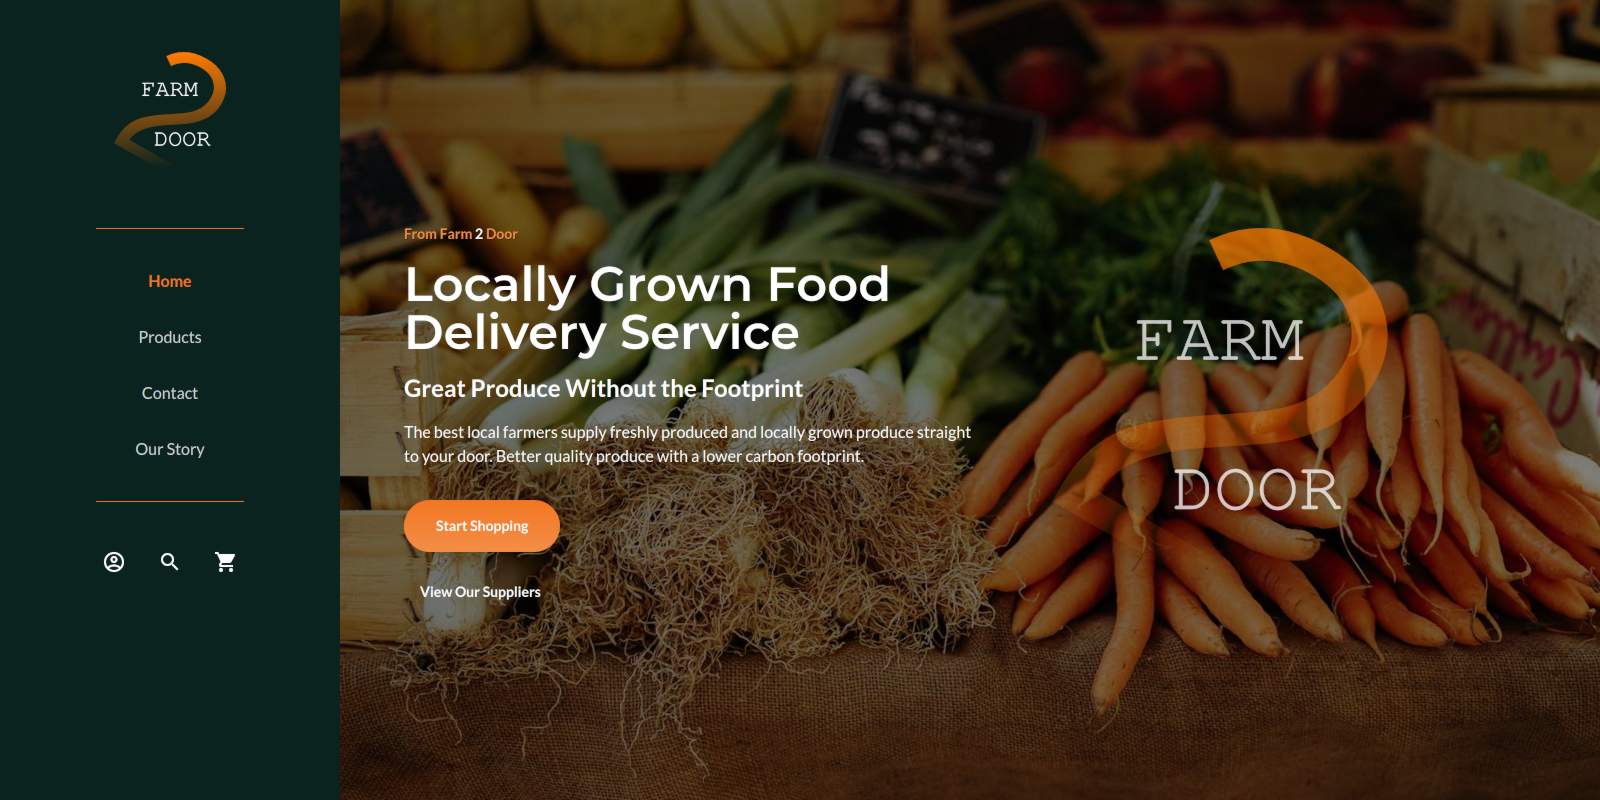 FARM
DOOR
Home
Products
Contact
Our Story
From Farm 2 Door
Locally Grown Food
Delivery Service
Great Produce Without the Footprint
The best local farmers supply freshly produced and locally grown produce straight
to your door. Better quality produce with a lower carbon footprint.
Start Shopping
View Our Suppliers
FARM
DOOR